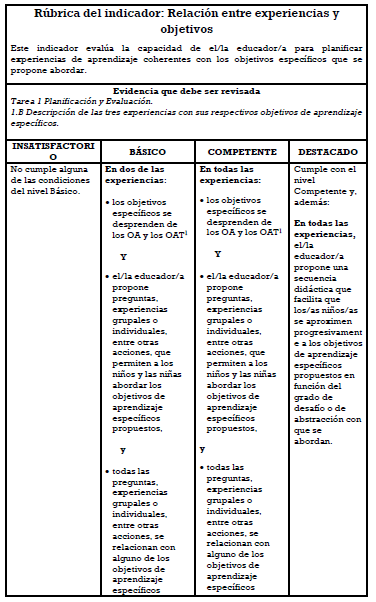 Rúbrica del indicador: Relación entre experiencias y
objetivos
Este indicador evalúa la capacidad de el/la educador/a para planificar
experiencias de aprendizaje coherentes con los objetivos específicos que se
propone abordar.
Evidencia que debe ser revisada
Tarea 1 Planificación y Evaluación.
1.B Descripción de las tres experiencias con sus respectivos objetivos de aprendizaje
específicos.
INSATISFACTORI
O
BÁSICO
COMPETENTE
DESTACADO
No cumple alguna
de las condiciones
del nivel Básico.
En dos de las
experiencias:
• los objetivos
específicos se
desprenden de
los OA y los OAT¹
Y
• el/la educador/a
propone
preguntas,
experiencias
grupales o
individuales,
entre otras
acciones, que
permiten a los
niños y las niñas
abordar los
objetivos de
aprendizaje
específicos
propuestos,
y
• todas las
preguntas,
experiencias
grupales o
individuales,
entre otras
acciones, se
relacionan con
alguno de los
objetivos de
aprendizaje
específicos
En todas las
experiencias:
• los objetivos
específicos se
desprenden de
los OA y los OAT¹
Y
• el/la educador/a
propone
preguntas,
experiencias
grupales o
individuales,
entre otras
acciones, que
permiten a los
niños y las niñas
abordar los
objetivos de
aprendizaje
específicos
propuestos,
y
• todas las
preguntas,
experiencias
grupales o
individuales,
entre otras
acciones, se
relacionan con
alguno de los
objetivos de
aprendizaje
específicos
Cumple con el
nivel
Competente y,
además:
En todas las
experiencias,
el/la
educador/a
propone una
secuencia
didáctica que
facilita que
los/as niños/as
se aproximen
progresivament
e a los objetivos
de aprendizaje
específicos
propuestos en
función del
grado de
desafío o de
abstracción con
que se
abordan.